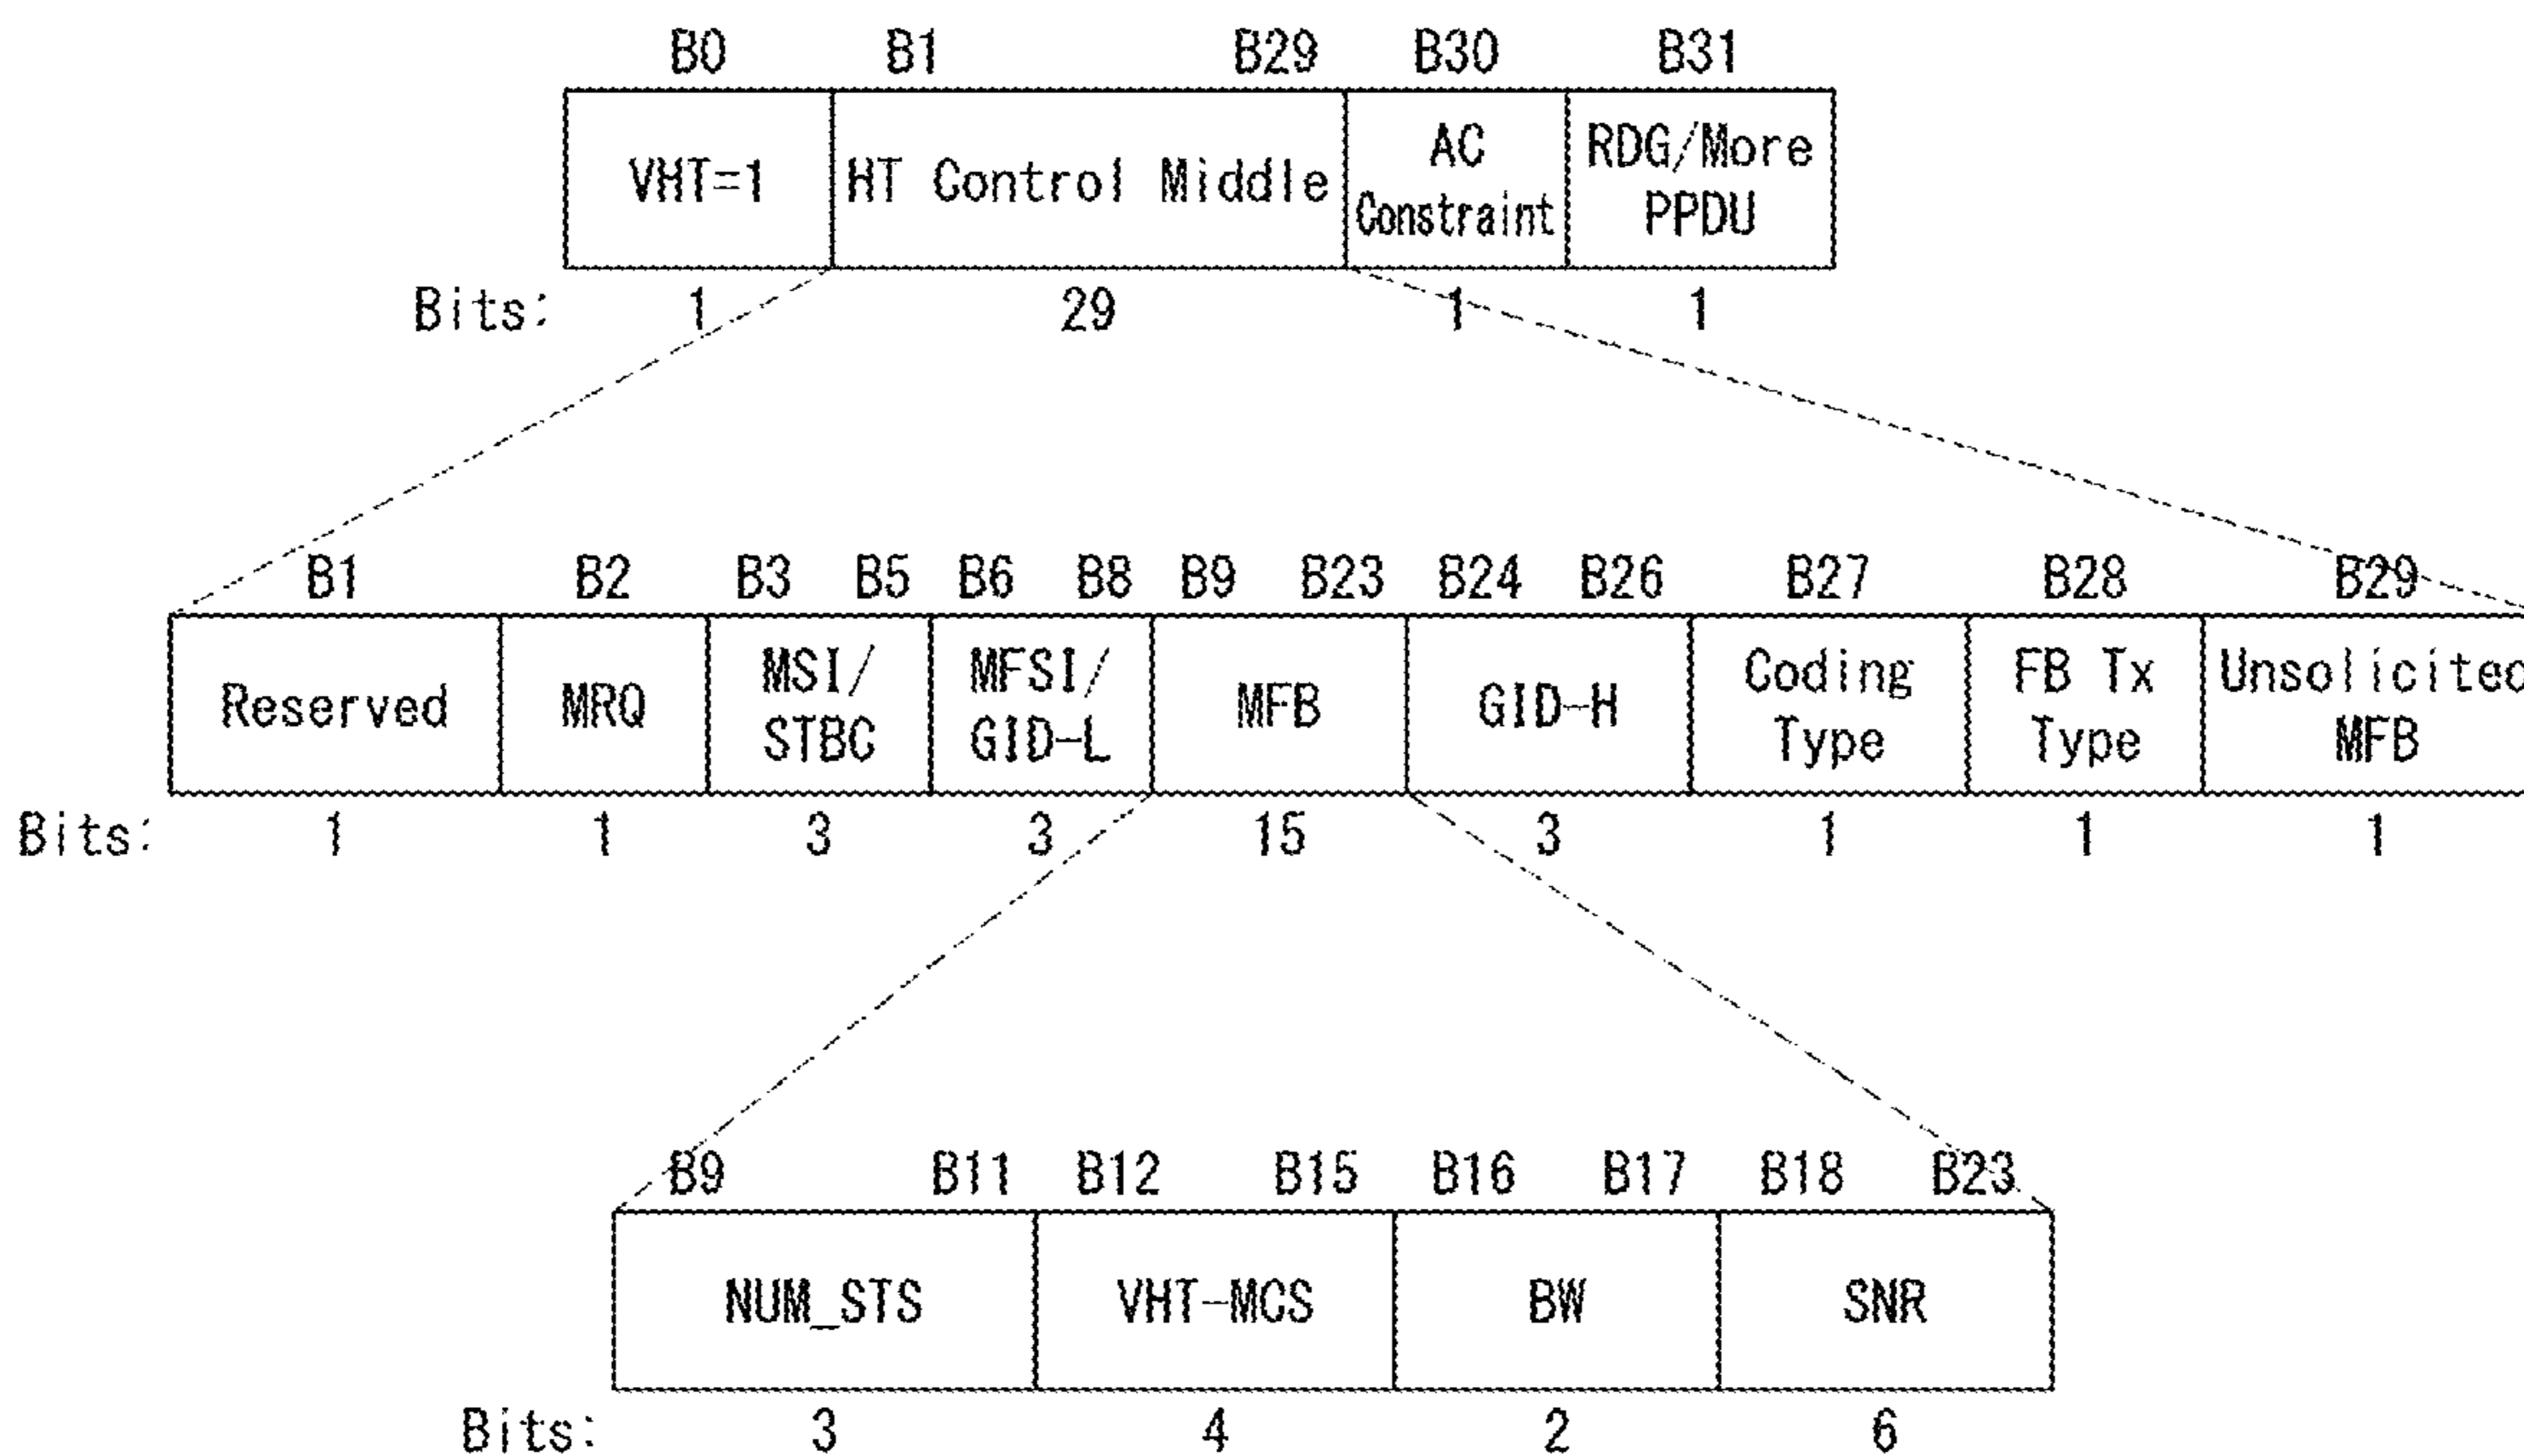 B0 B1 B29 B30 B31
VHT=1 HT Control Middle AC Constraint RDG/More PPDU
Bits: 1 29 1 1
B1 B2 B3 B5 B6 B8 B9 B23 B24 B26 B27 B28 B29
Reserved MRQ MSI/ STBC MFSI/ GID-L MFB GID-H Coding Type FB Tx Type Unsolicited MFB
Bits: 1 1 3 3 15 3 1 1 1
B9 B11 B12 B15 B16 B17 B18 B23
NUM_STS VHT-MCS BW SNR
Bits: 3 4 2 6